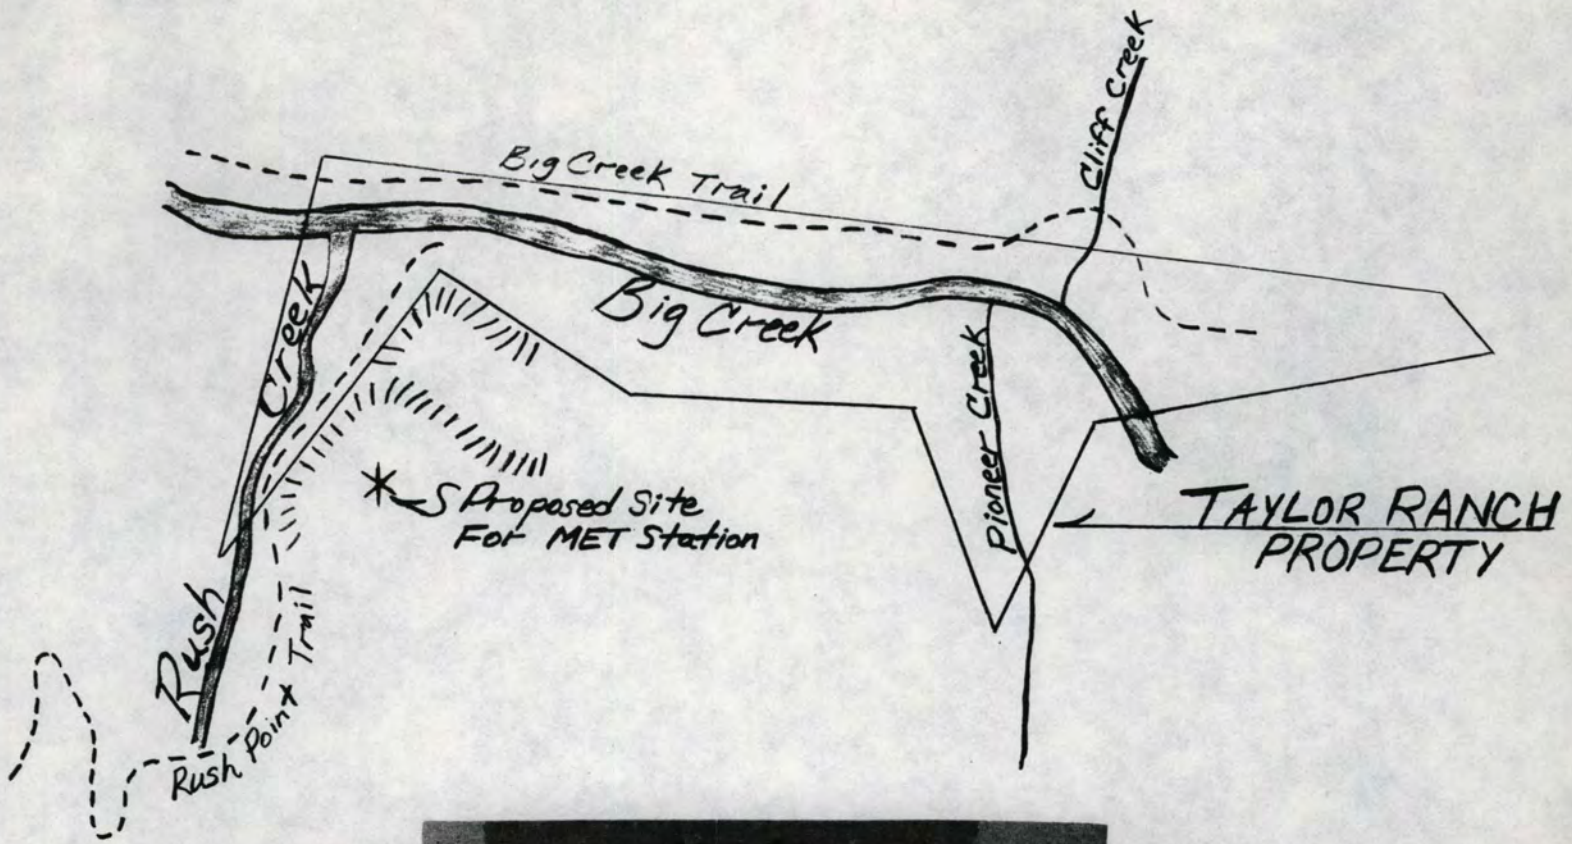 Cliff Creek
Big Creek Trail
Big Creek
Rush Creek
Pioneer Creek
Proposed Site
For MET Station
TAYLOR RANCH
PROPERTY
Rush Point Trail